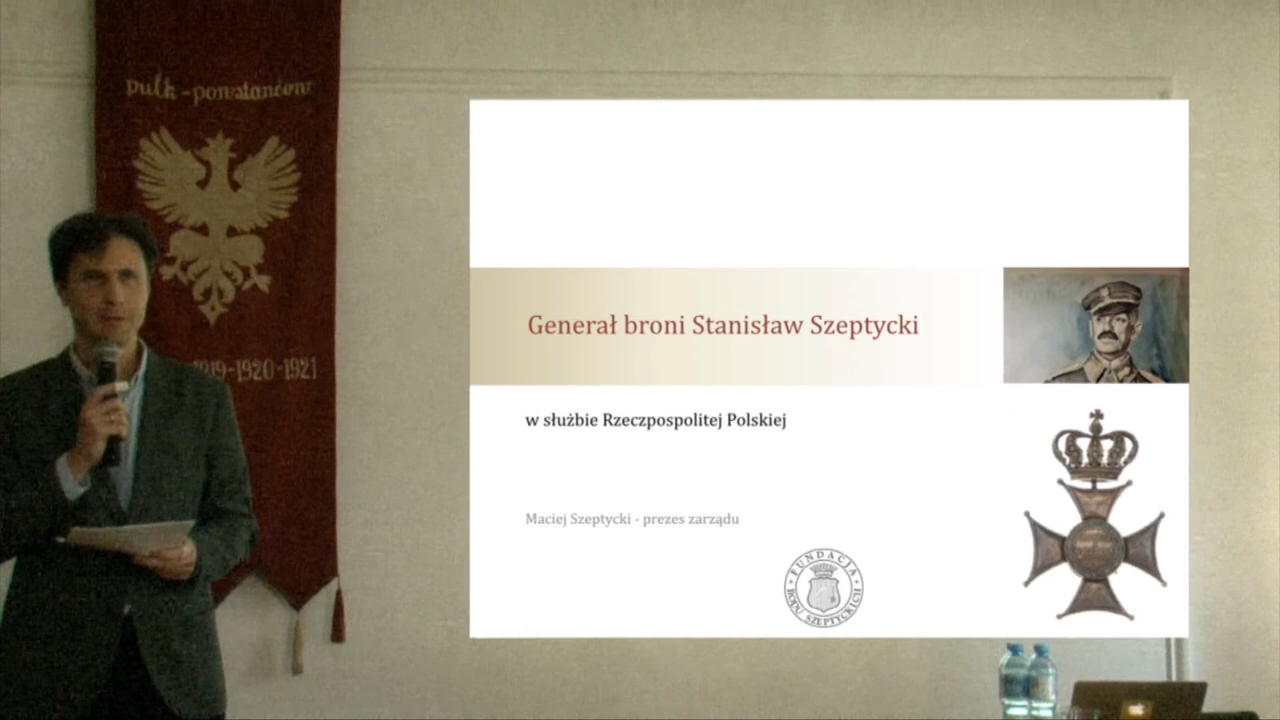 pułk-powstańców
1919-1920-1921
Generał broni Stanisław Szeptycki
w służbie Rzeczpospolitej Polskiej
Maciej Szeptycki - prezes zarządu
FUNDACJA
RODU SZEPTYCKICH